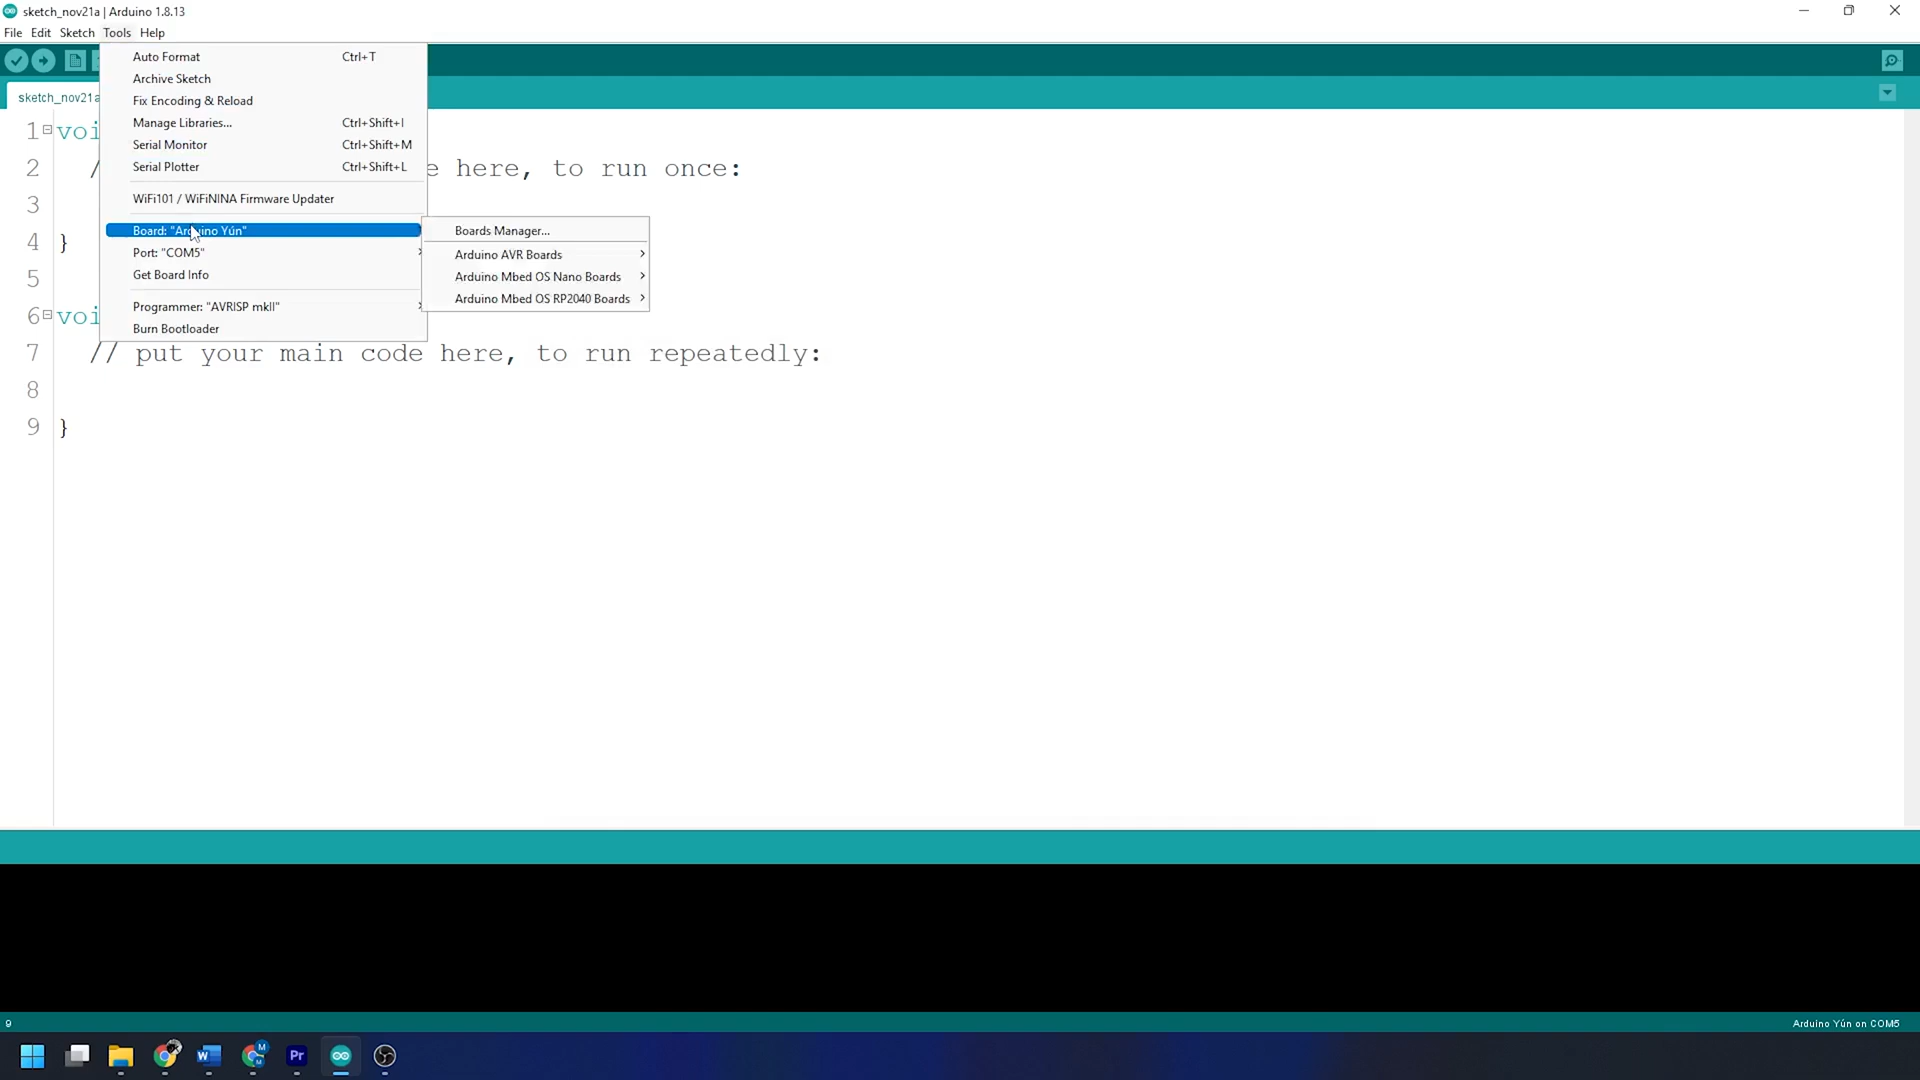 sketch_nov21a | Arduino 1.8.13
File Edit Sketch Tools Help
Auto Format Ctrl+T
Archive Sketch
sketch_nov21a
Fix Encoding & Reload
Manage Libraries... Ctrl+Shift+I
1 voi
Serial Monitor Ctrl+Shift+M
Serial Plotter Ctrl+Shift+L
2 / e here, to run once:
WiFi101 / WiFiNINA Firmware Updater
3
Board: "Arduino Yún"
Boards Manager...
4 }
Port: "COM5"
Arduino AVR Boards
Get Board Info
Arduino Mbed OS Nano Boards
5
Arduino Mbed OS RP2040 Boards
Programmer: "AVRISP mkII"
6 voi
Burn Bootloader
7 // put your main code here, to run repeatedly:
8
9 }
9
Arduino Yún on COM5
W
M
M
Pr